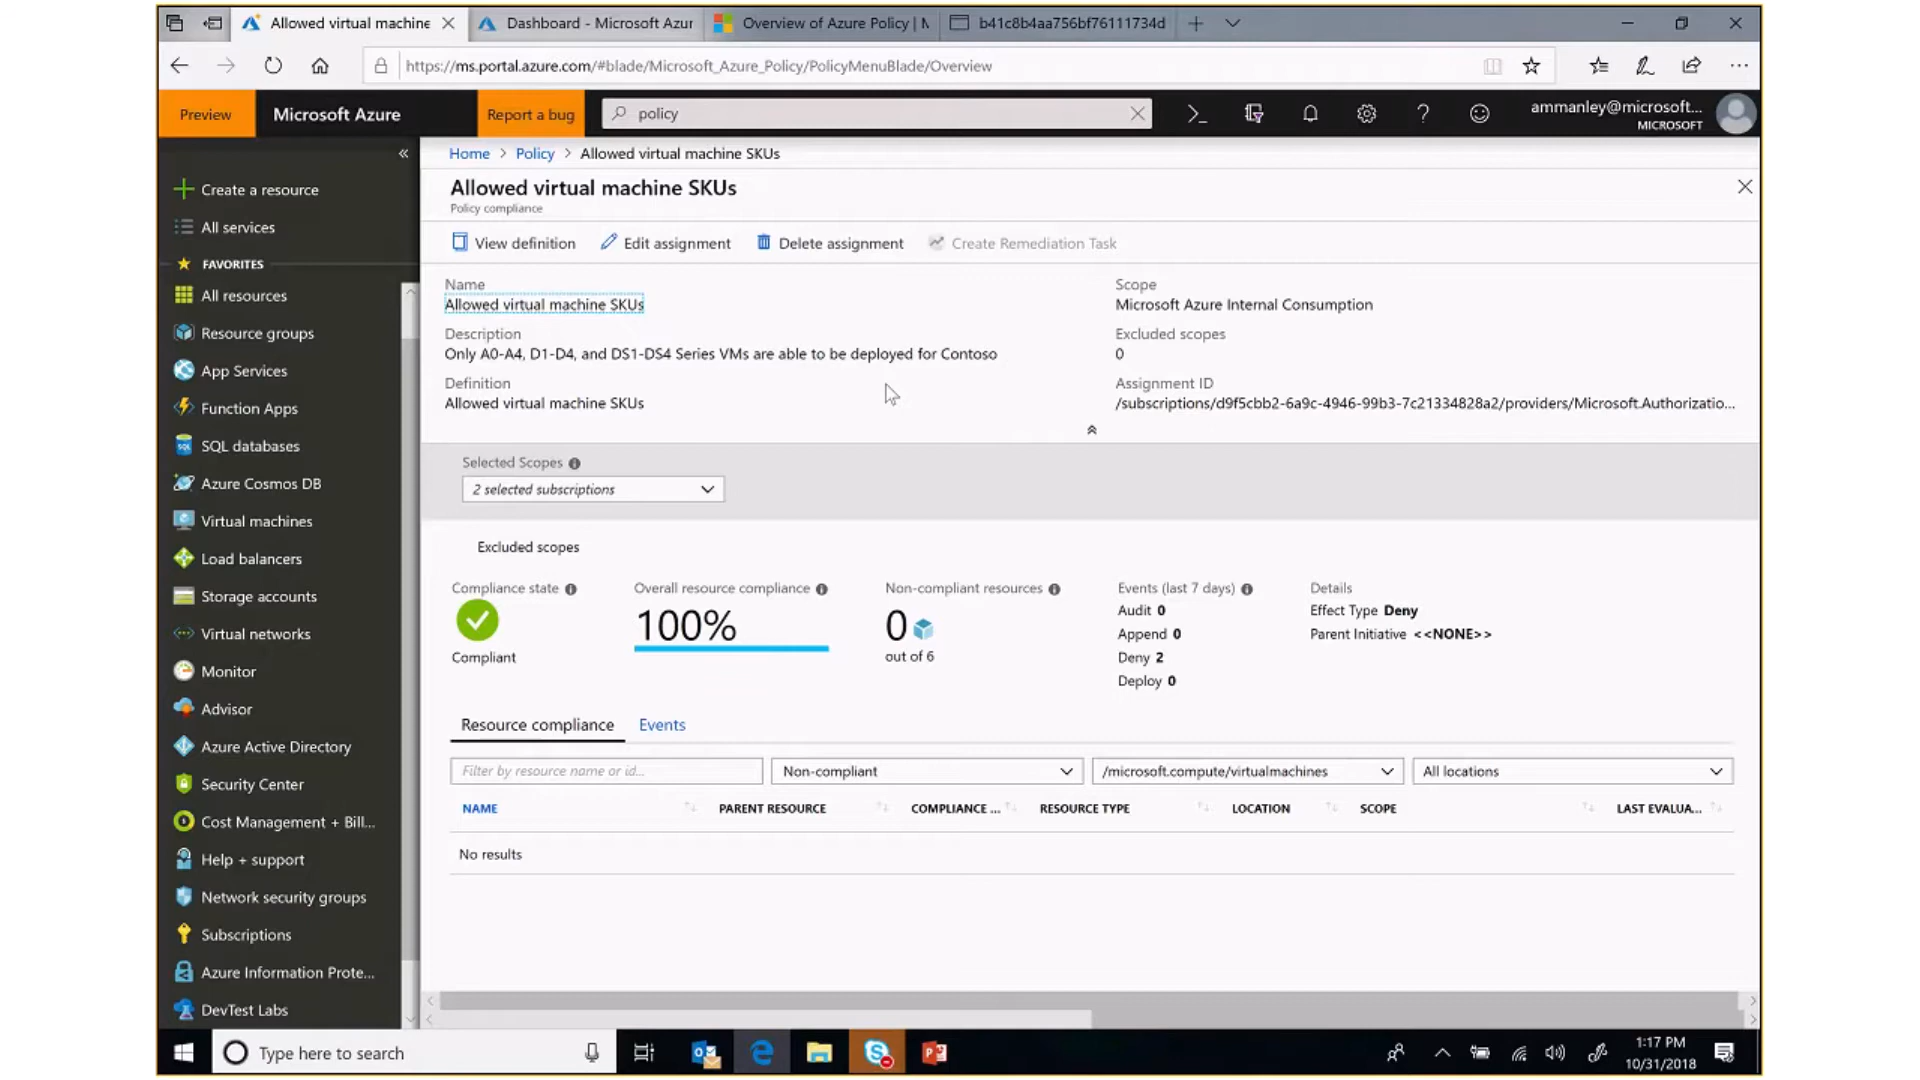 Allowed virtual machine
Dashboard - Microsoft Azur
Overview of Azure Policy | M
b41c8b4aa756bf76111734d
https://ms.portal.azure.com/#blade/Microsoft_Azure_Policy/PolicyMenuBlade/Overview
Preview
Microsoft Azure
Report a bug
policy
ammanley@microsoft...
MICROSOFT
Create a resource
All services
FAVORITES
All resources
Resource groups
App Services
Function Apps
SQL databases
Azure Cosmos DB
Virtual machines
Load balancers
Storage accounts
Virtual networks
Monitor
Advisor
Azure Active Directory
Security Center
Cost Management + Bill...
Help + support
Network security groups
Subscriptions
Azure Information Prote...
DevTest Labs
Home > Policy > Allowed virtual machine SKUs
Allowed virtual machine SKUs
Policy compliance
View definition
Edit assignment
Delete assignment
Create Remediation Task
Name
Allowed virtual machine SKUs
Description
Only A0-A4, D1-D4, and DS1-DS4 Series VMs are able to be deployed for Contoso
Definition
Allowed virtual machine SKUs
Scope
Microsoft Azure Internal Consumption
Excluded scopes
0
Assignment ID
/subscriptions/d9f5cbb2-6a9c-4946-99b3-7c21334828a2/providers/Microsoft.Authorizatio...
Selected Scopes
2 selected subscriptions
Excluded scopes
Compliance state
Compliant
Overall resource compliance
100%
Non-compliant resources
0
out of 6
Events (last 7 days)
Audit 0
Append 0
Deny 2
Deploy 0
Details
Effect Type Deny
Parent Initiative <<NONE>>
Resource compliance
Events
Filter by resource name or id...
Non-compliant
/microsoft.compute/virtualmachines
All locations
NAME
PARENT RESOURCE
COMPLIANCE ...
RESOURCE TYPE
LOCATION
SCOPE
LAST EVALUA...
No results
Type here to search
1:17 PM
10/31/2018